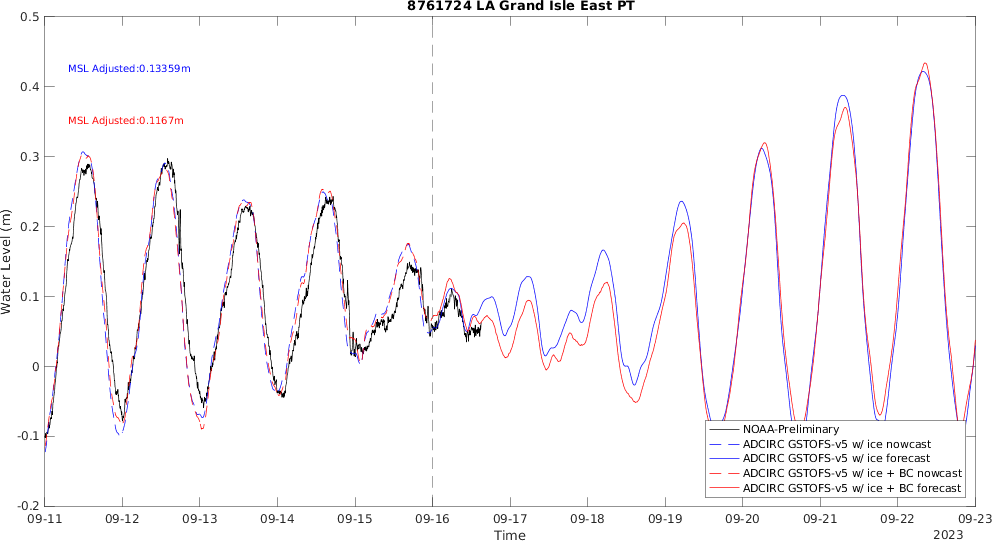 8761724 LA Grand Isle East PT
MSL Adjusted:0.13359m
MSL Adjusted:0.1167m
Water Level (m)
0.5
0.4
0.3
0.2
0.1
0
-0.1
-0.2
NOAA-Preliminary
ADCIRC GSTOFS-v5 w/ ice nowcast
ADCIRC GSTOFS-v5 w/ ice forecast
ADCIRC GSTOFS-v5 w/ ice + BC nowcast
ADCIRC GSTOFS-v5 w/ ice + BC forecast
09-11 09-12 09-13 09-14 09-15 09-16 09-17 09-18 09-19 09-20 09-21 09-22 09-23
Time
2023